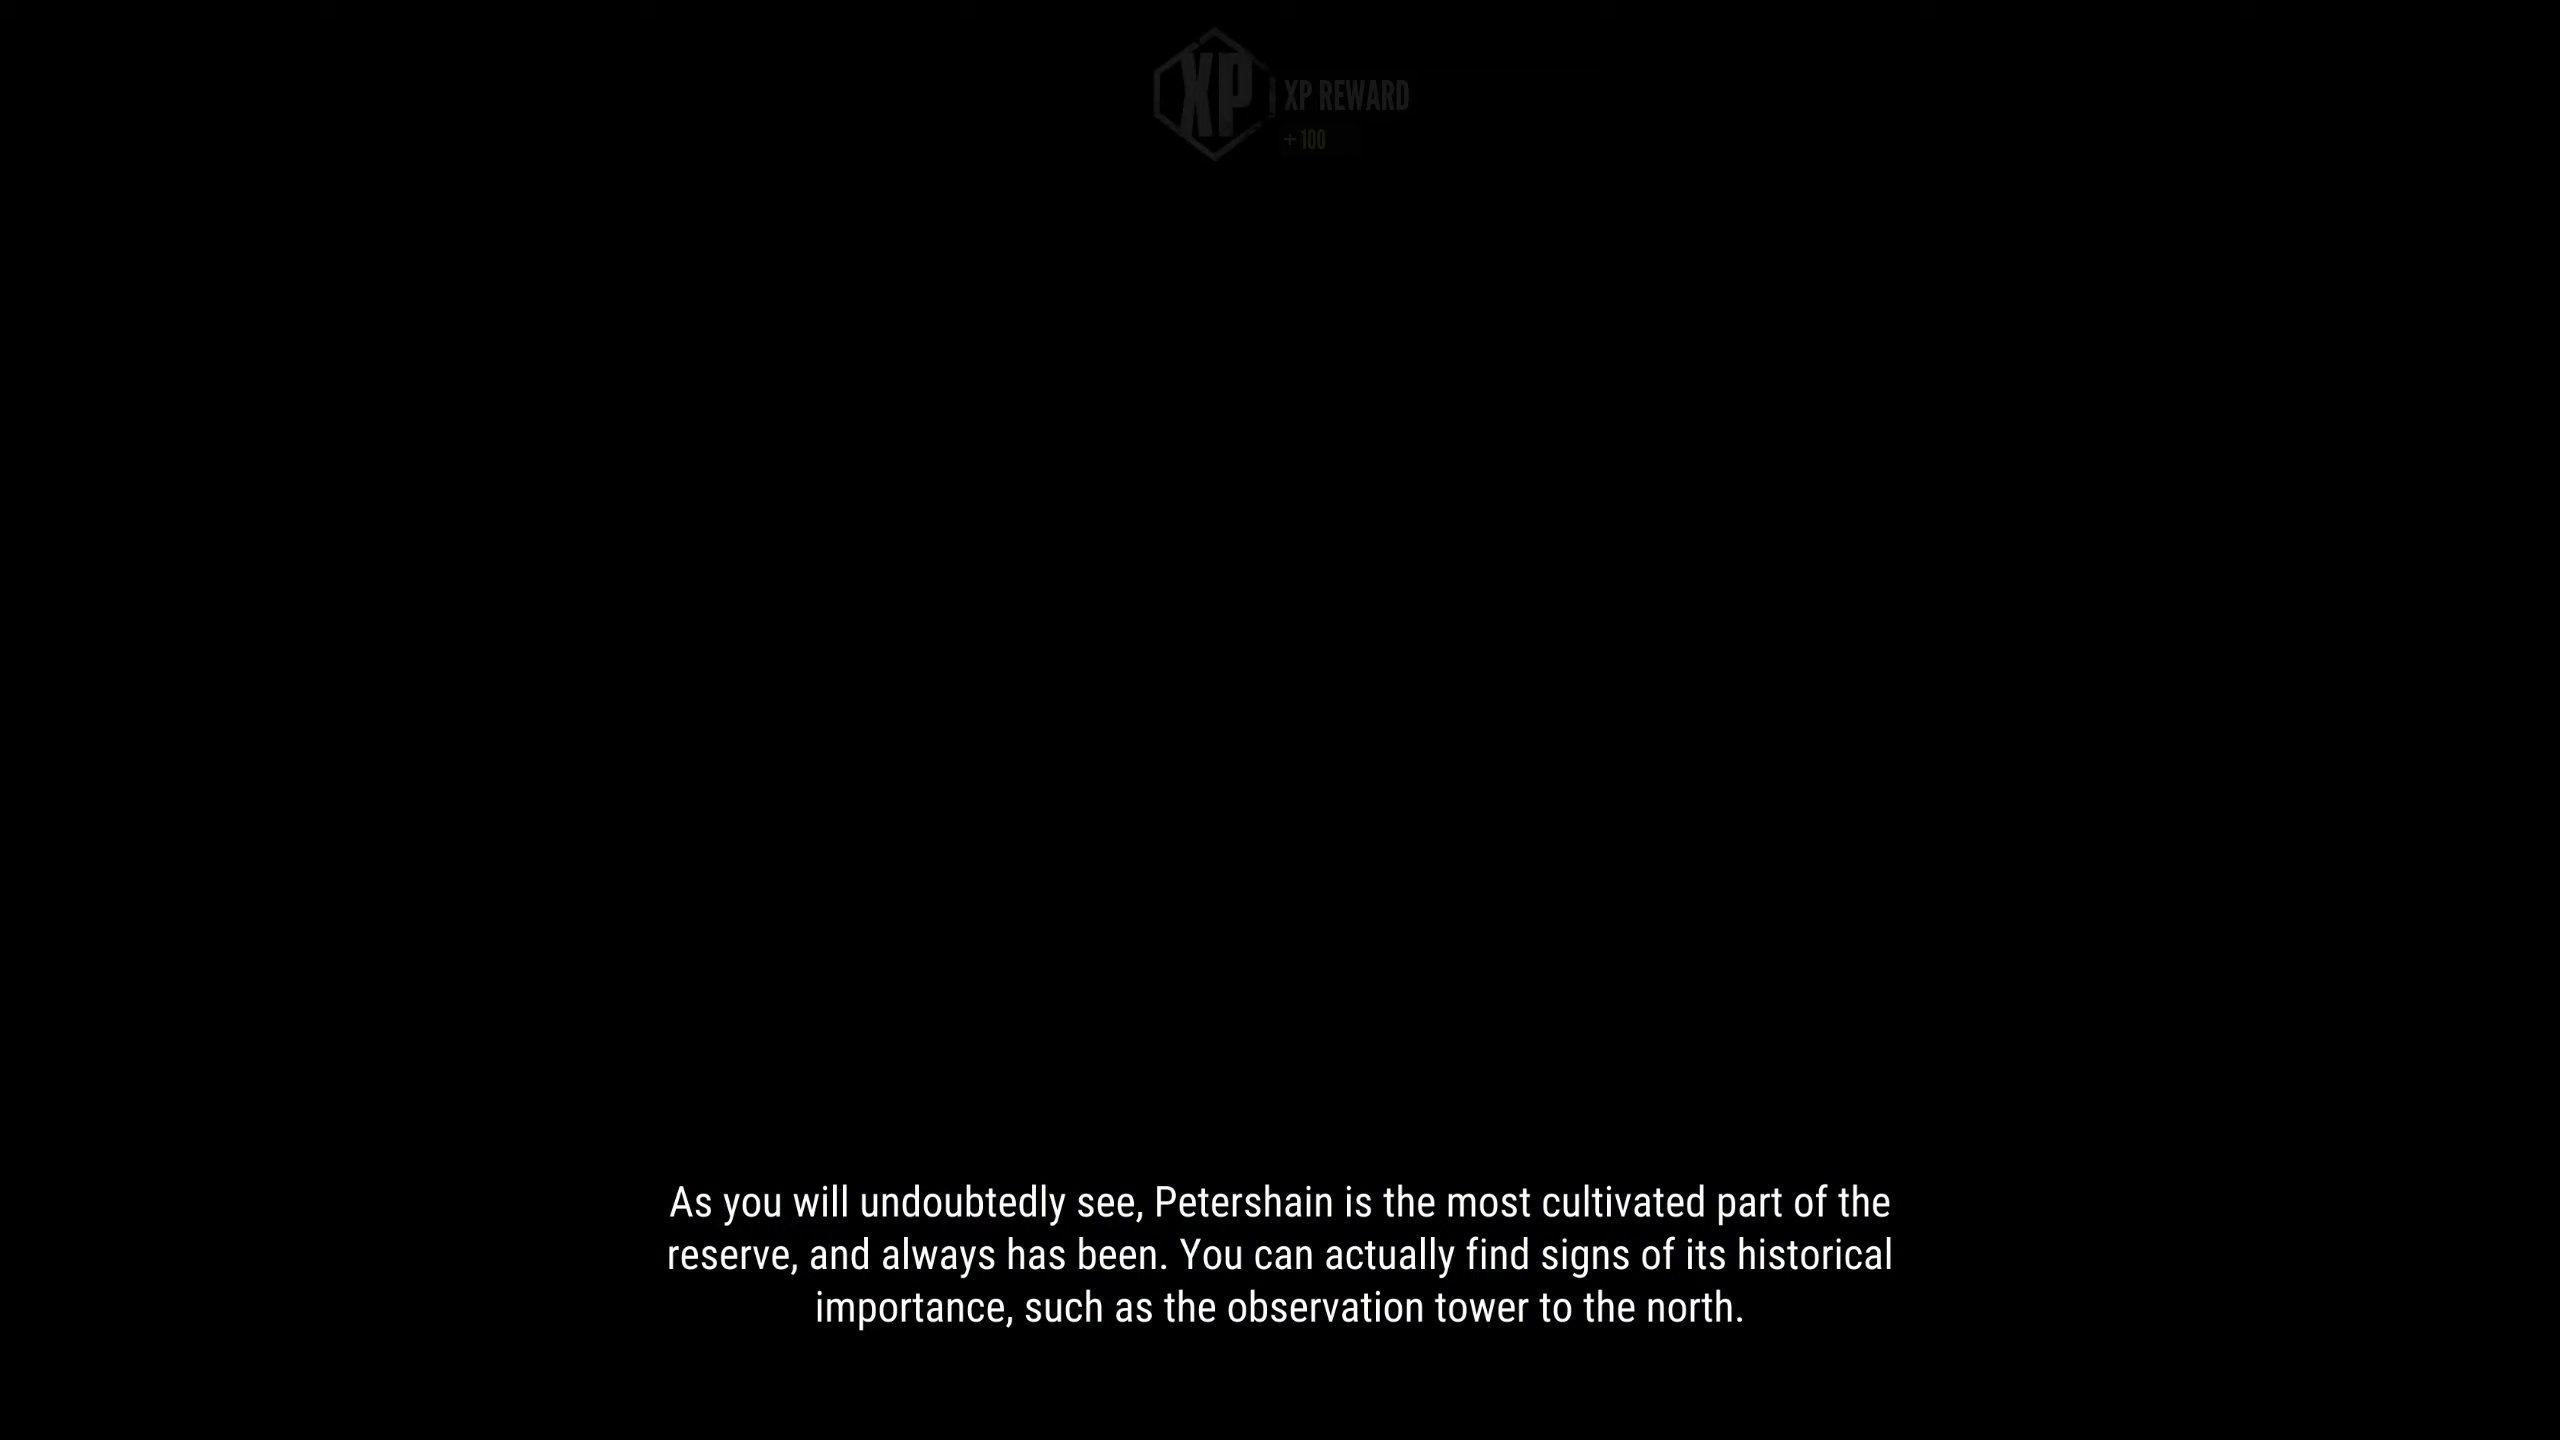 XP
XP REWARD
+ 100
As you will undoubtedly see, Petershain is the most cultivated part of the
reserve, and always has been. You can actually find signs of its historical
importance, such as the observation tower to the north.